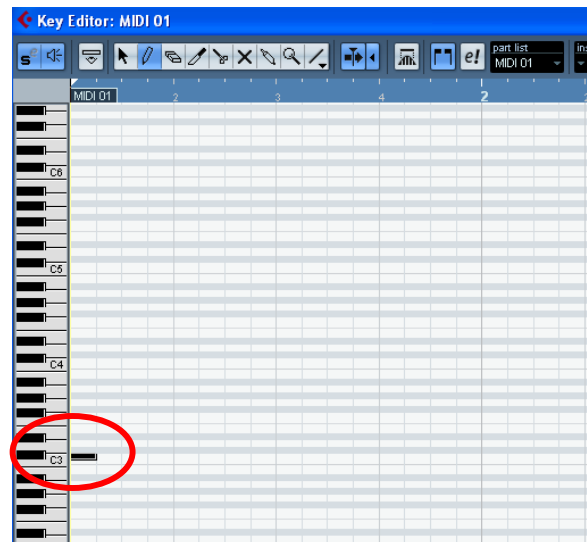 Key Editor: MIDI 01
S e! part list
MIDI 01
MIDI 01 2 3 4 2
C6
C5
C4
C3